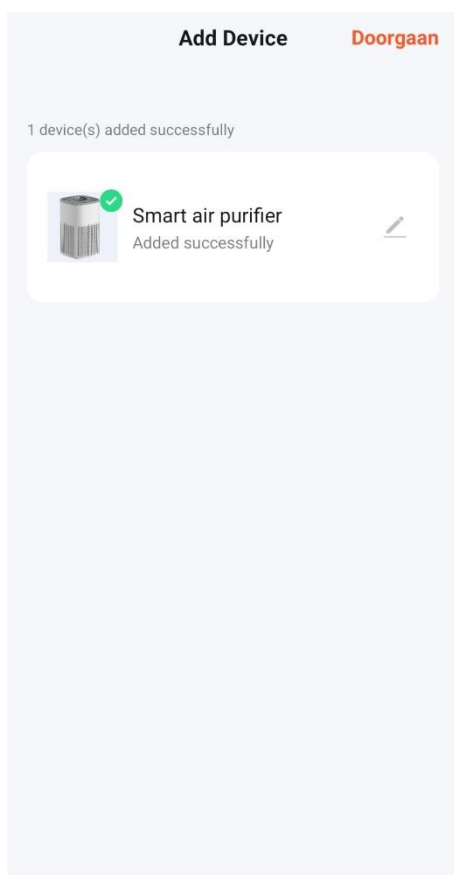 Add Device
Doorgaan
1 device(s) added successfully
Smart air purifier
Added successfully